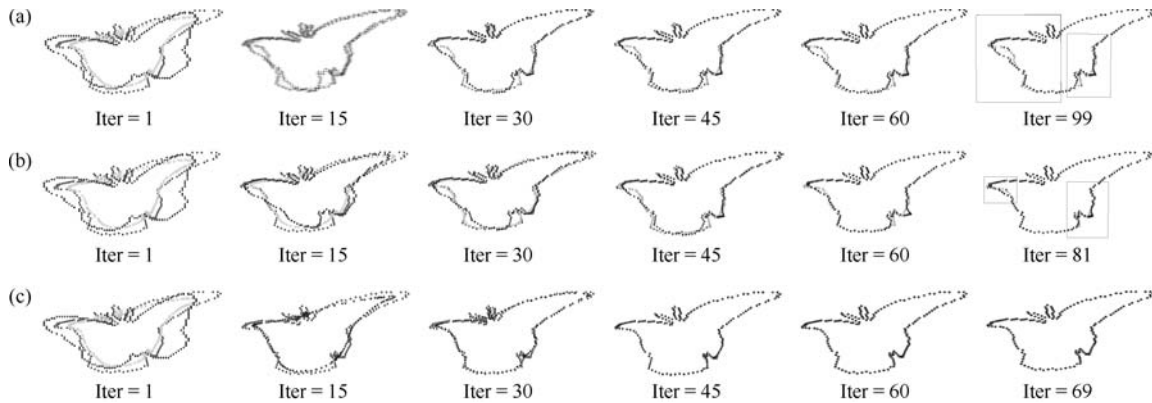 (a)
Iter = 1 Iter = 15 Iter = 30 Iter = 45 Iter = 60 Iter = 99
(b)
Iter = 1 Iter = 15 Iter = 30 Iter = 45 Iter = 60 Iter = 81
(c)
Iter = 1 Iter = 15 Iter = 30 Iter = 45 Iter = 60 Iter = 69